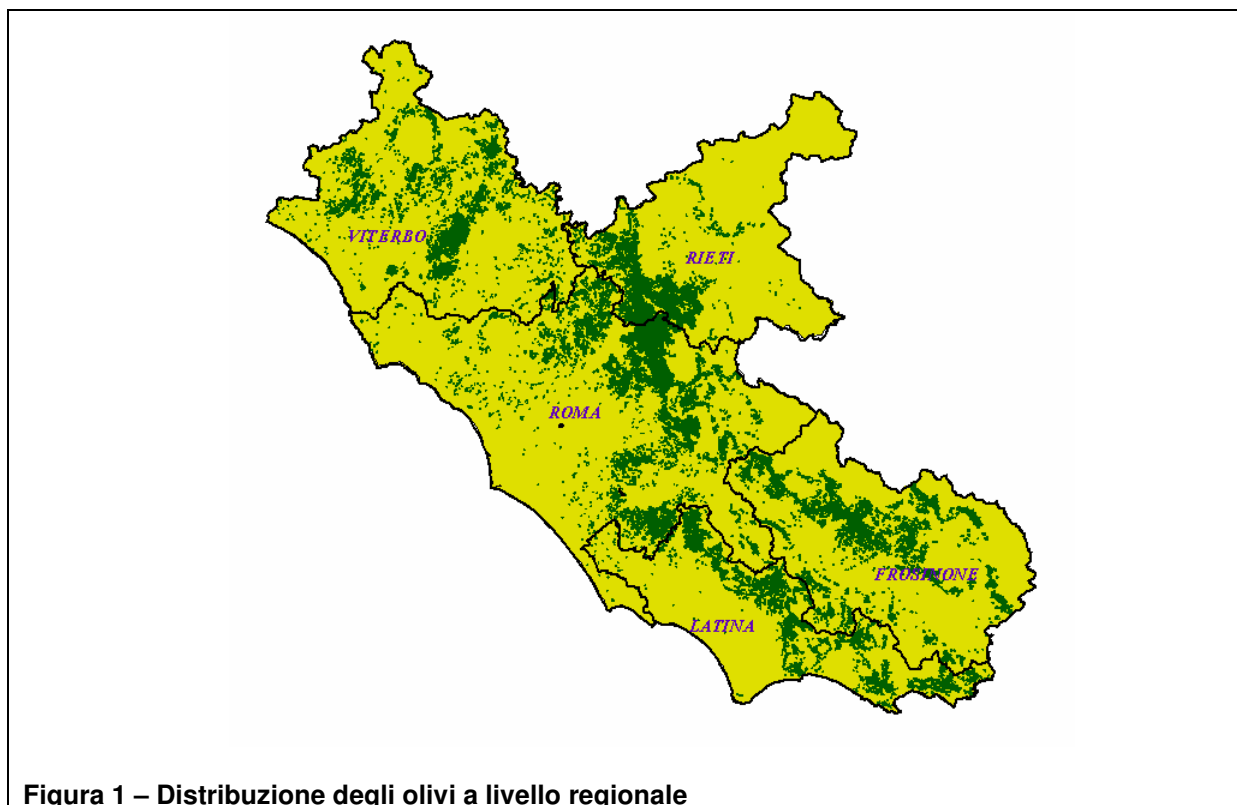 VITERBO
RIETI
ROMA
FROSINONE
LATINA
Figura 1 – Distribuzione degli olivi a livello regionale